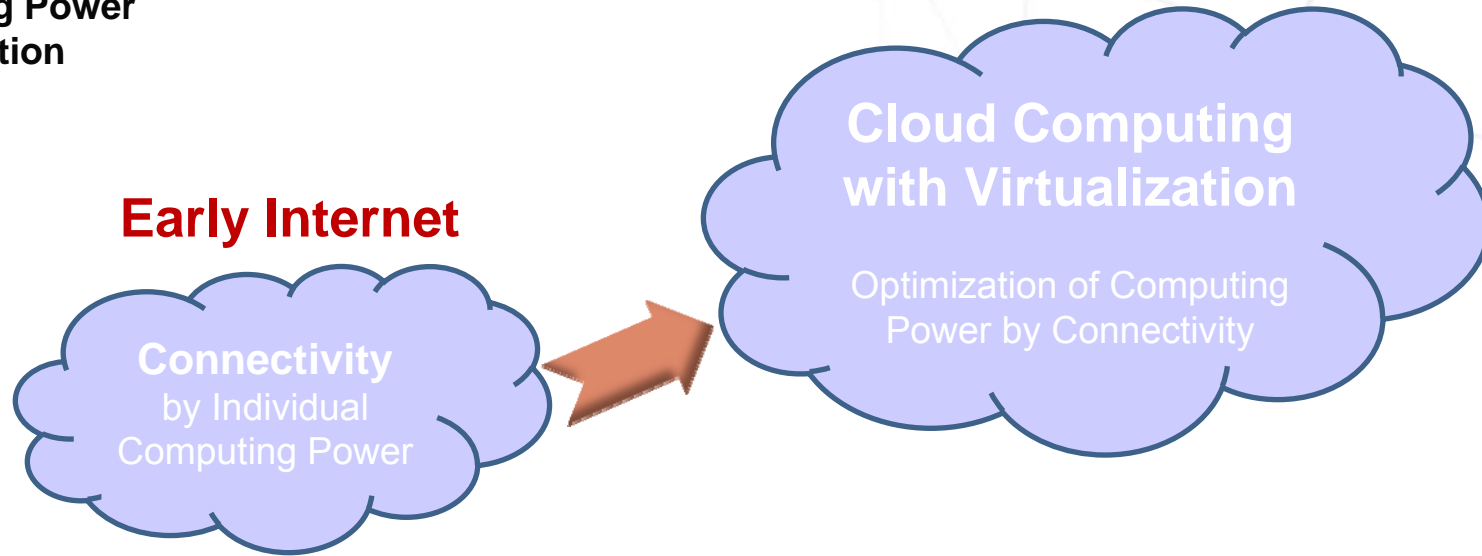 g Power
tion
Early Internet
Connectivity
by Individual
Computing Power
Cloud Computing
with Virtualization
Optimization of Computing
Power by Connectivity